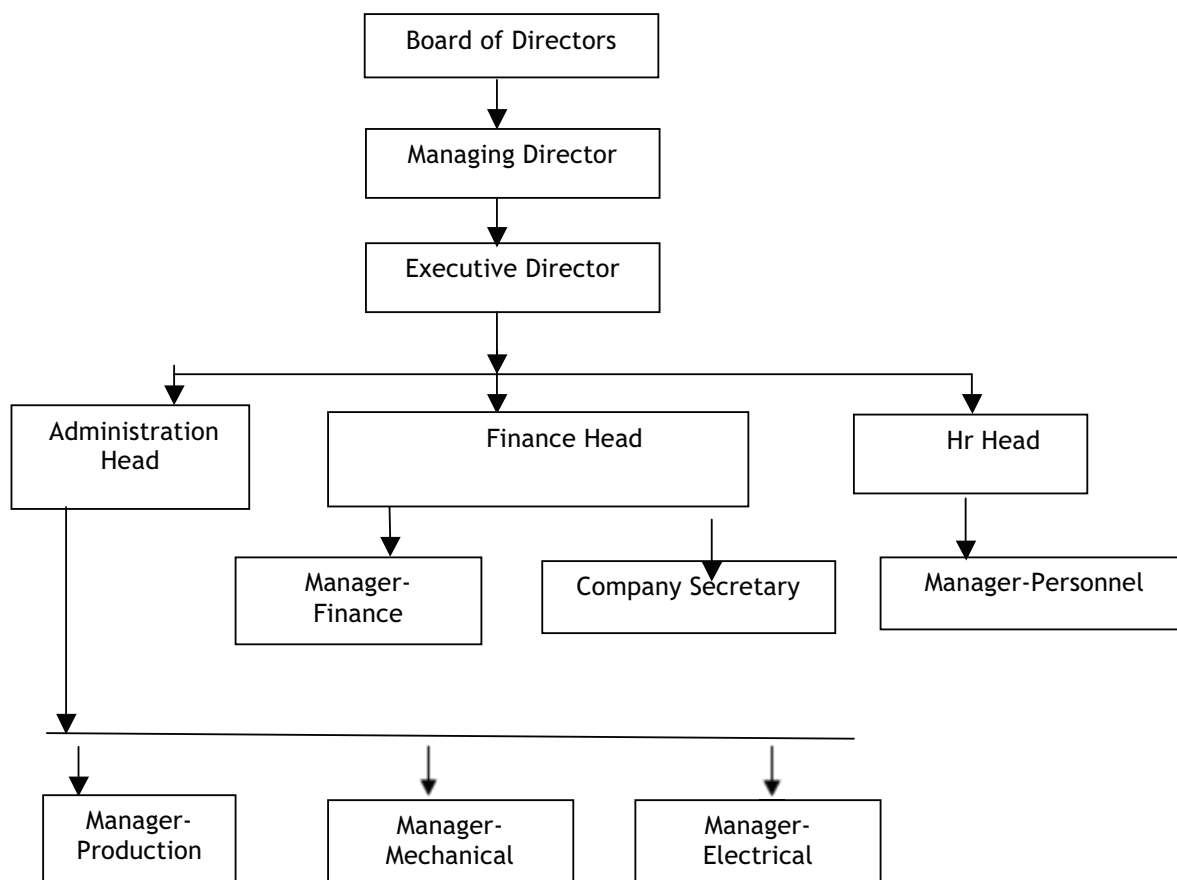 Board of Directors
Managing Director
Executive Director
Administration
Head
Finance Head
Hr Head
Manager-
Finance
Company Secretary
Manager-Personnel
Manager-
Production
Manager-
Mechanical
Manager-
Electrical